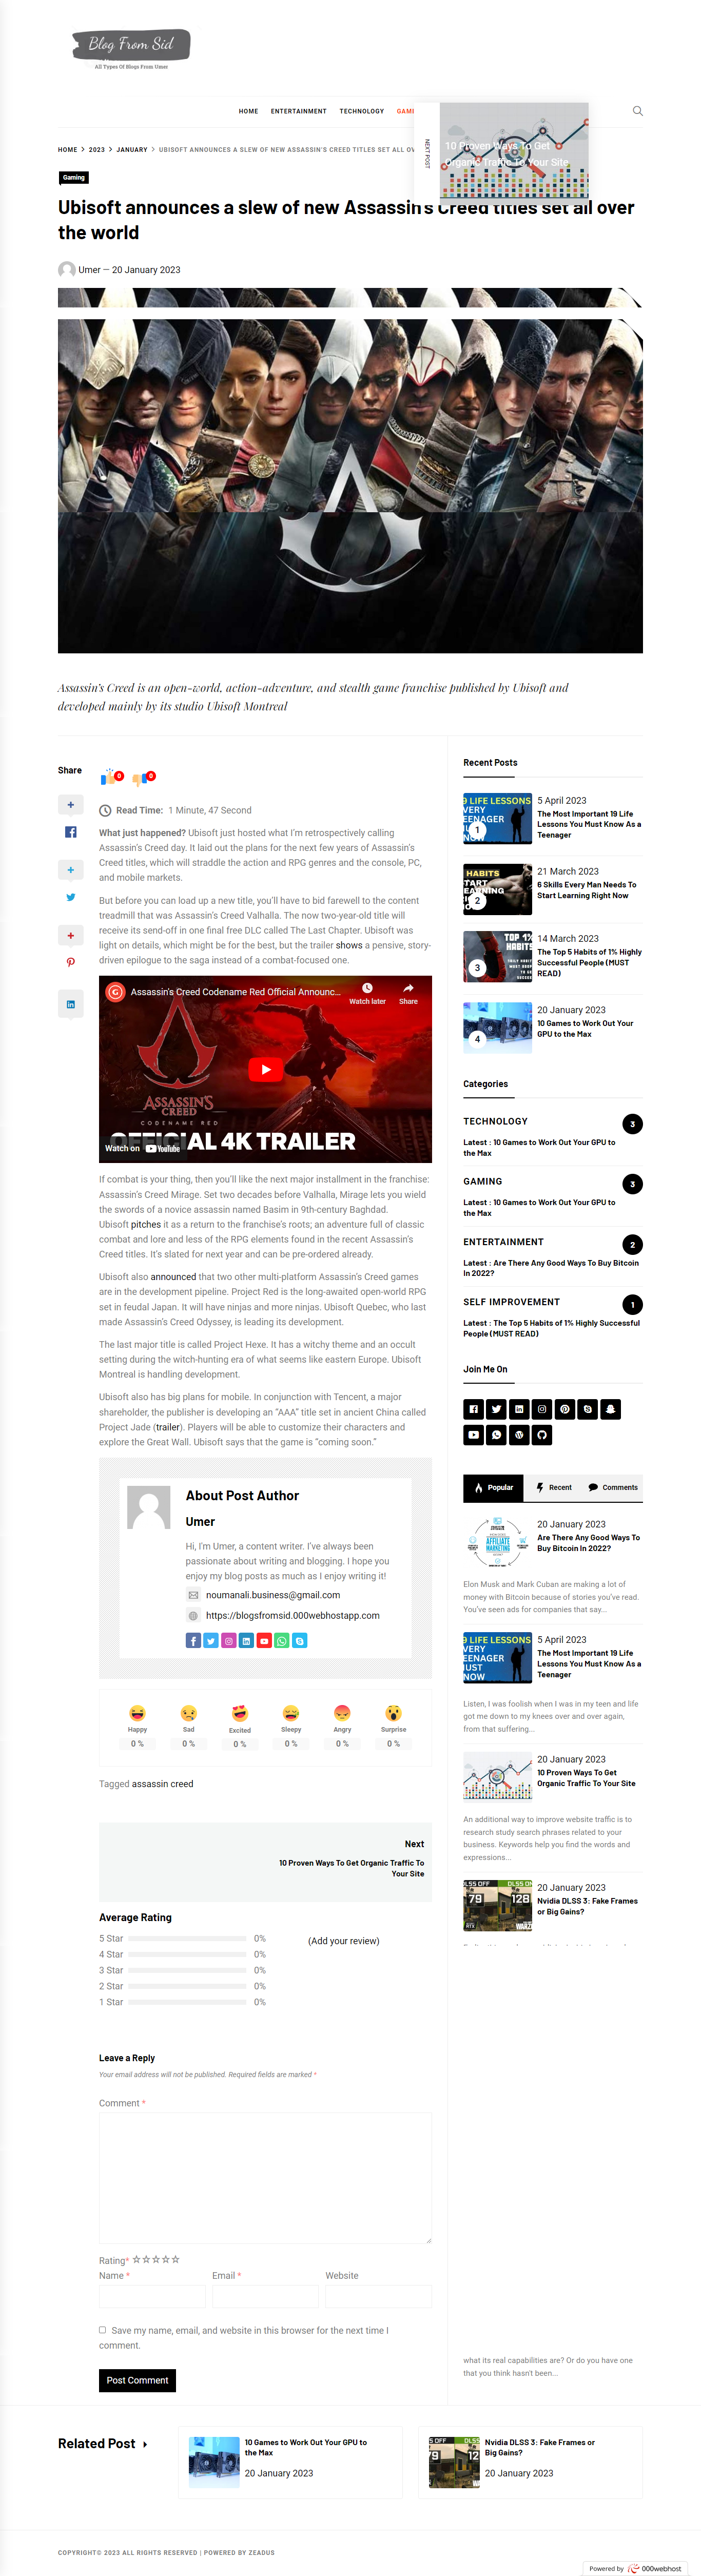 Blog From Sid
All Types Of Blogs From Umer
HOME ENTERTAINMENT TECHNOLOGY
NEXT POST
10 Proven Ways To Get
Organic Traffic To Your Site
HOME > 2023 > JANUARY > UBISOFT ANNOUNCES A SLEW OF NEW ASSASSIN'S CREED TITLES SET ALL
Gaming
Ubisoft announces a slew of new Assassin's Creed titles set all over
the world
Umer — 20 January 2023
Assassin's Creed is an open-world, action-adventure, and stealth game franchise published by Ubisoft and
developed mainly by its studio Ubisoft Montreal
Share
0 0
Read Time: 1 Minute, 47 Second
What just happened? Ubisoft just hosted what I'm retrospectively calling
Assassin's Creed day. It laid out the plans for the next few years of Assassin's
Creed titles, which will straddle the action and RPG genres and the console, PC,
and mobile markets.
But before you can load up a new title, you'll have to bid farewell to the content
treadmill that was Assassin's Creed Valhalla. The now two-year-old title will
receive its send-off in one final free DLC called The Last Chapter. Ubisoft was
light on details, which might be for the best, but the trailer shows a pensive, story-
driven epilogue to the saga instead of a combat-focused one.
Assassin's Creed Codename Red Official Announc...
Watch later Share
ASSASSIN'S
CREED
CODENAME RED
OFFICIAL 4K TRAILER
Watch on YouTube
If combat is your thing, then you'll like the next major installment in the franchise:
Assassin's Creed Mirage. Set two decades before Valhalla, Mirage lets you wield
the swords of a novice assassin named Basim in 9th-century Baghdad.
Ubisoft pitches it as a return to the franchise's roots; an adventure full of classic
combat and lore and less of the RPG elements found in the recent Assassin's
Creed titles. It's slated for next year and can be pre-ordered already.
Ubisoft also announced that two other multi-platform Assassin's Creed games
are in the development pipeline. Project Red is the long-awaited open-world RPG
set in feudal Japan. It will have ninjas and more ninjas. Ubisoft Quebec, who last
made Assassin's Creed Odyssey, is leading its development.
The last major title is called Project Hexe. It has a witchy theme and an occult
setting during the witch-hunting era of what seems like eastern Europe. Ubisoft
Montreal is handling development.
Ubisoft also has big plans for mobile. In conjunction with Tencent, a major
shareholder, the publisher is developing an "AAA" title set in ancient China called
Project Jade (trailer). Players will be able to customize their characters and
explore the Great Wall. Ubisoft says that the game is "coming soon."
About Post Author
Umer
Hi, I'm Umer, a content writer. I've always been
passionate about writing and blogging. I hope you
enjoy my blog posts as much as I enjoy writing it!
noumanali.business@gmail.com
https://blogsfromsid.000webhostapp.com
Happy Sad Excited Sleepy Angry Surprise
0 % 0 % 0 % 0 % 0 % 0 %
Tagged assassin creed
Next
10 Proven Ways To Get Organic Traffic To
Your Site
Average Rating
5 Star 0%
4 Star 0%
3 Star 0%
2 Star 0%
1 Star 0%
(Add your review)
Leave a Reply
Your email address will not be published. Required fields are marked *
Comment *
Rating*
Name * Email * Website
Save my name, email, and website in this browser for the next time I
comment.
Post Comment
Recent Posts
1
5 April 2023
The Most Important 19 Life
Lessons You Must Know As a
Teenager
2
21 March 2023
6 Skills Every Man Needs To
Start Learning Right Now
3
14 March 2023
The Top 5 Habits of 1% Highly
Successful People (MUST
READ)
4
20 January 2023
10 Games to Work Out Your
GPU to the Max
Categories
TECHNOLOGY 3
Latest : 10 Games to Work Out Your GPU to
the Max
GAMING 3
Latest : 10 Games to Work Out Your GPU to
the Max
ENTERTAINMENT 2
Latest : Are There Any Good Ways To Buy Bitcoin
In 2022?
SELF IMPROVEMENT 1
Latest : The Top 5 Habits of 1% Highly Successful
People (MUST READ)
Join Me On
Popular Recent Comments
20 January 2023
Are There Any Good Ways To
Buy Bitcoin In 2022?
Elon Musk and Mark Cuban are making a lot of
money with Bitcoin because of stories you've read.
You've seen ads for companies that say...
5 April 2023
The Most Important 19 Life
Lessons You Must Know As a
Teenager
Listen, I was foolish when I was in my teen and life
got me down to my knees over and over again,
from that suffering...
20 January 2023
10 Proven Ways To Get
Organic Traffic To Your Site
An additional way to improve website traffic is to
research study search phrases related to your
business. Keywords help you find the words and
expressions...
20 January 2023
Nvidia DLSS 3: Fake Frames
or Big Gains?
what its real capabilities are? Or do you have one
that you think hasn't been...
Related Post
10 Games to Work Out Your GPU to
the Max
20 January 2023
Nvidia DLSS 3: Fake Frames or
Big Gains?
20 January 2023
COPYRIGHT© 2023 ALL RIGHTS RESERVED | POWERED BY ZEADUS
Powered by 000webhost